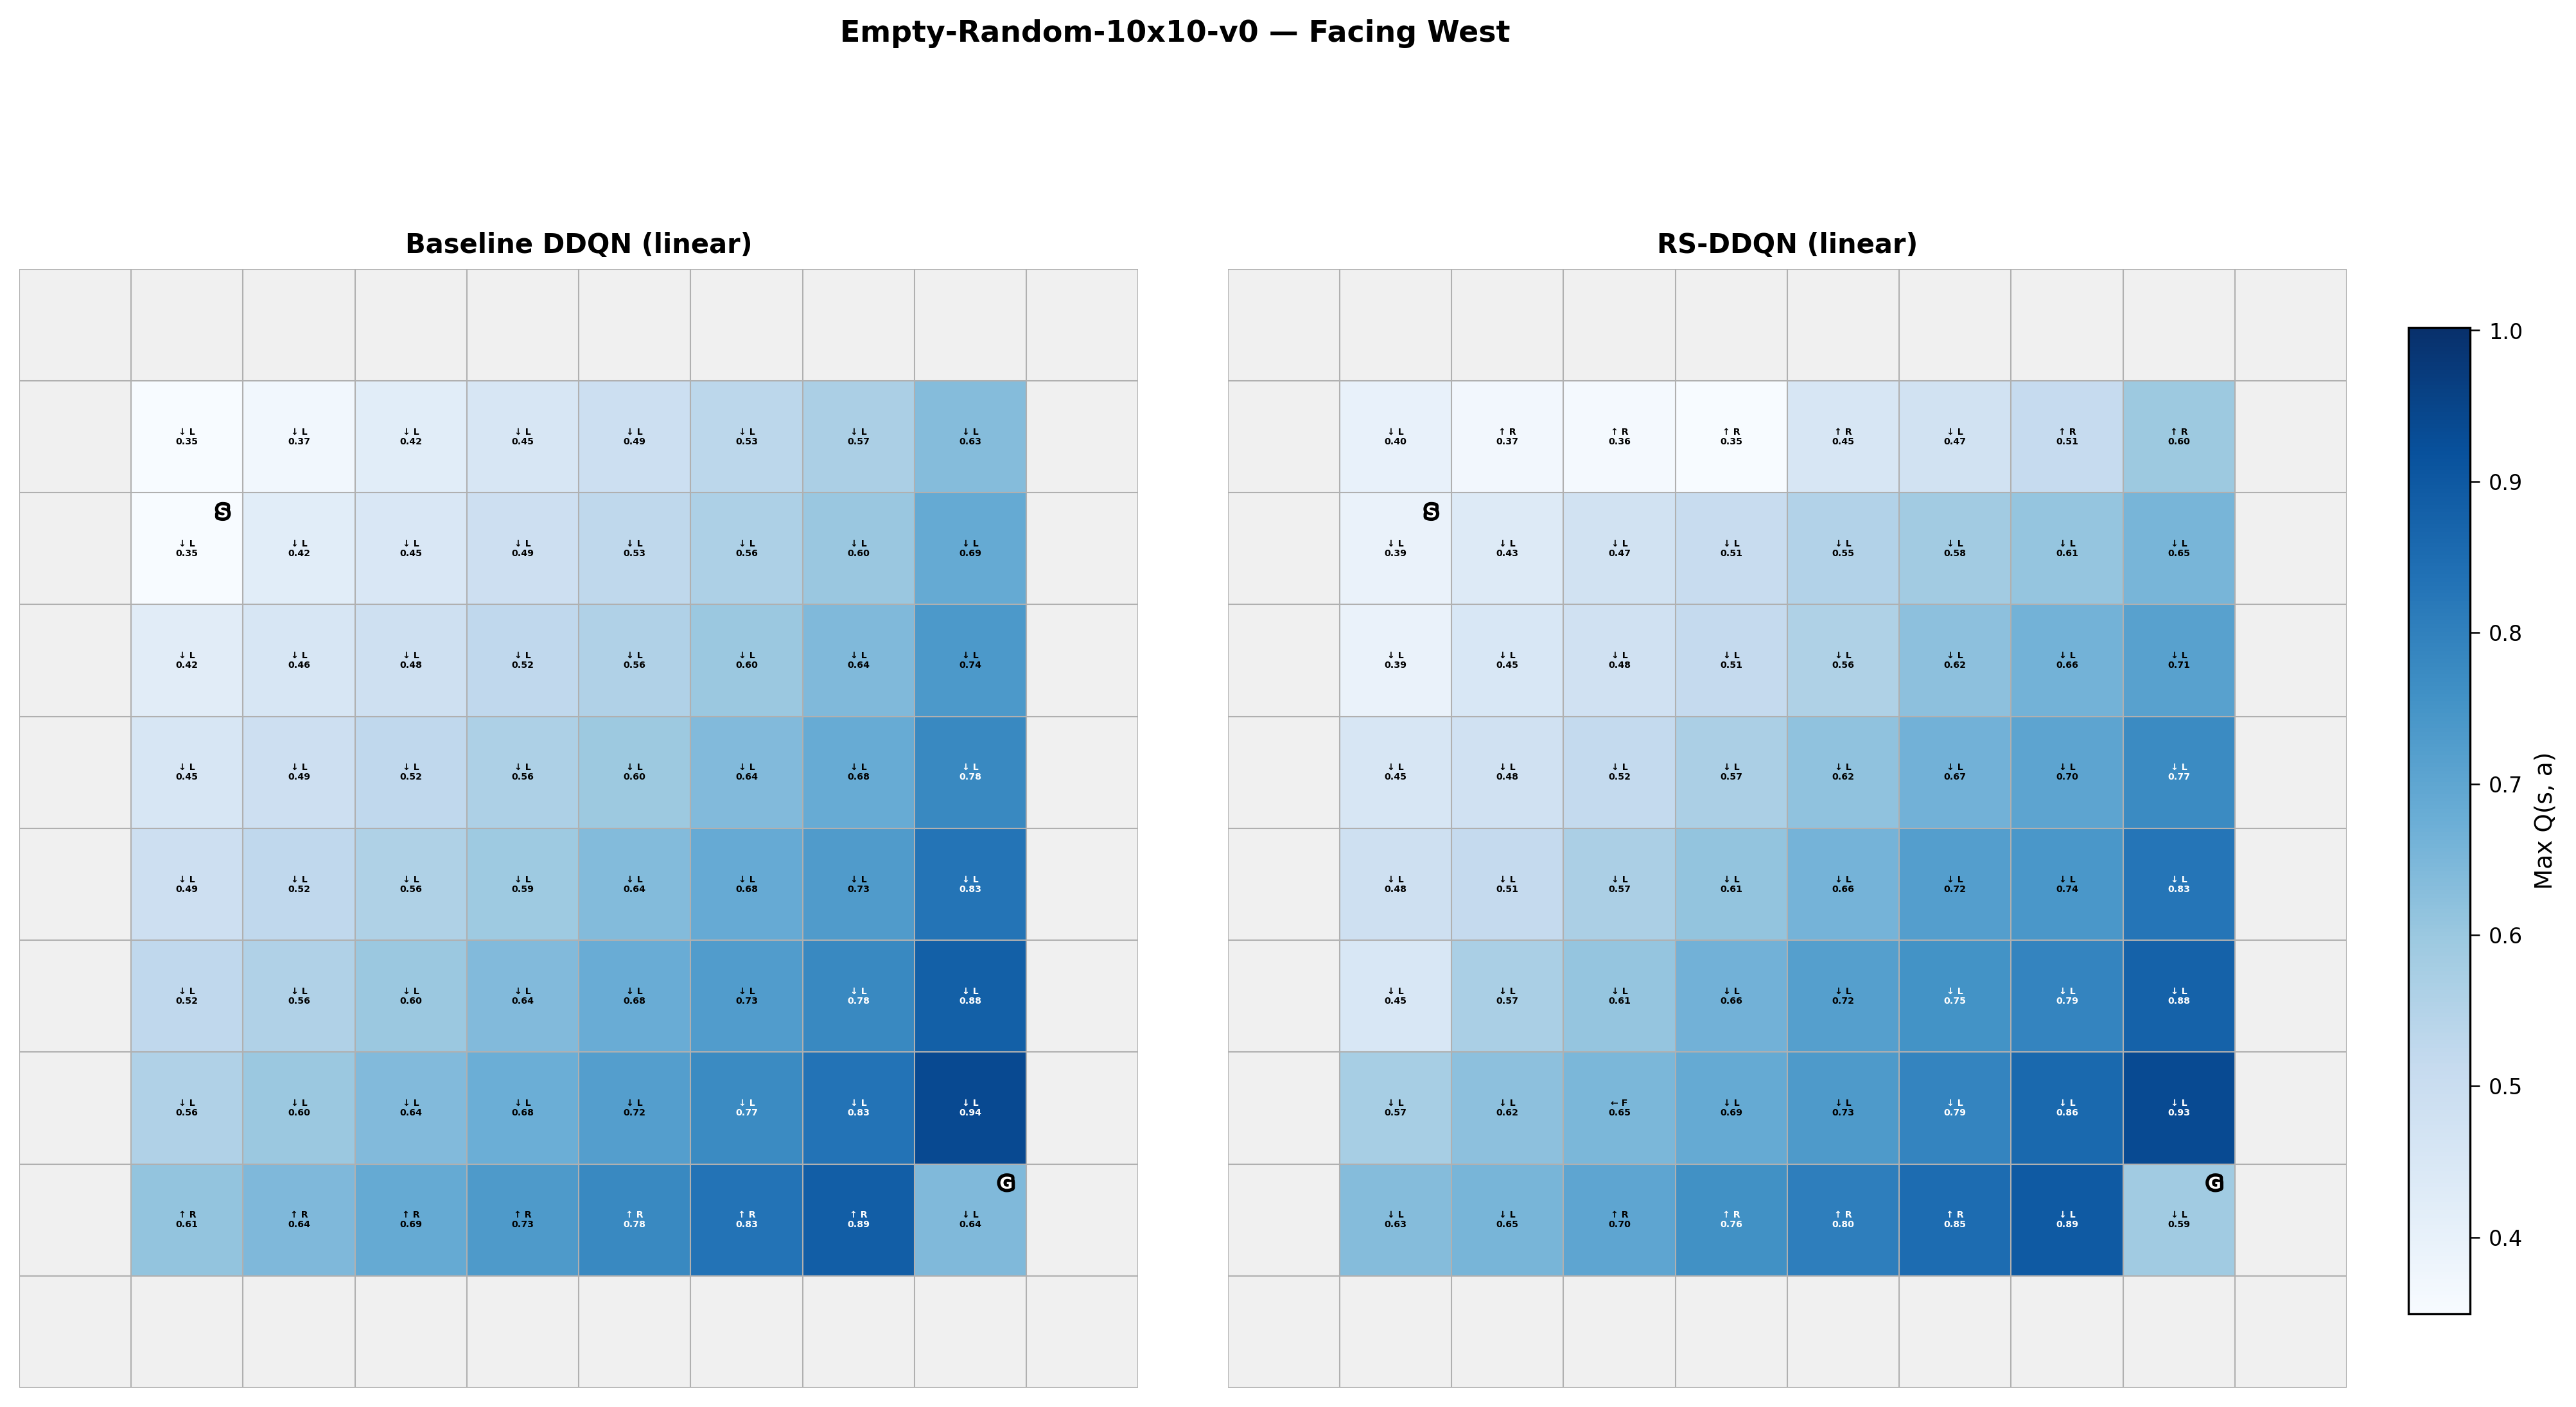 Empty-Random-10x10-v0 — Facing West
Baseline DDQN (linear)
↓ L ↓ L ↓ L ↓ L ↓ L ↓ L ↓ L ↓ L
0.35 0.37 0.42 0.45 0.49 0.53 0.57 0.63
S
↓ L ↓ L ↓ L ↓ L ↓ L ↓ L ↓ L ↓ L
0.35 0.42 0.45 0.49 0.53 0.56 0.60 0.69
↓ L ↓ L ↓ L ↓ L ↓ L ↓ L ↓ L ↓ L
0.42 0.46 0.48 0.52 0.56 0.60 0.64 0.74
↓ L ↓ L ↓ L ↓ L ↓ L ↓ L ↓ L ↓ L
0.45 0.49 0.52 0.56 0.60 0.64 0.68 0.78
↓ L ↓ L ↓ L ↓ L ↓ L ↓ L ↓ L ↓ L
0.49 0.52 0.56 0.59 0.64 0.68 0.73 0.83
↓ L ↓ L ↓ L ↓ L ↓ L ↓ L ↓ L ↓ L
0.52 0.56 0.60 0.64 0.68 0.73 0.78 0.88
↓ L ↓ L ↓ L ↓ L ↓ L ↓ L ↓ L ↓ L
0.56 0.60 0.64 0.68 0.72 0.77 0.83 0.94
G
↑ R ↑ R ↑ R ↑ R ↑ R ↑ R ↑ R ↓ L
0.61 0.64 0.69 0.73 0.78 0.83 0.89 0.64
RS-DDQN (linear)
↓ L ↑ R ↑ R ↑ R ↑ R ↓ L ↑ R ↑ R
0.40 0.37 0.36 0.35 0.45 0.47 0.51 0.60
S
↓ L ↓ L ↓ L ↓ L ↓ L ↓ L ↓ L ↓ L
0.39 0.43 0.47 0.51 0.55 0.58 0.61 0.65
↓ L ↓ L ↓ L ↓ L ↓ L ↓ L ↓ L ↓ L
0.39 0.45 0.48 0.51 0.56 0.62 0.66 0.71
↓ L ↓ L ↓ L ↓ L ↓ L ↓ L ↓ L ↓ L
0.45 0.48 0.52 0.57 0.62 0.67 0.70 0.77
↓ L ↓ L ↓ L ↓ L ↓ L ↓ L ↓ L ↓ L
0.48 0.51 0.57 0.61 0.66 0.72 0.74 0.83
↓ L ↓ L ↓ L ↓ L ↓ L ↓ L ↓ L ↓ L
0.45 0.57 0.61 0.66 0.72 0.75 0.79 0.88
↓ L ↓ L ← F ↓ L ↓ L ↓ L ↓ L ↓ L
0.57 0.62 0.65 0.69 0.73 0.79 0.86 0.93
G
↓ L ↓ L ↑ R ↑ R ↑ R ↑ R ↓ L ↓ L
0.63 0.65 0.70 0.76 0.80 0.85 0.89 0.59
1.0
0.9
0.8
0.7
0.6
0.5
0.4
Max Q(s, a)